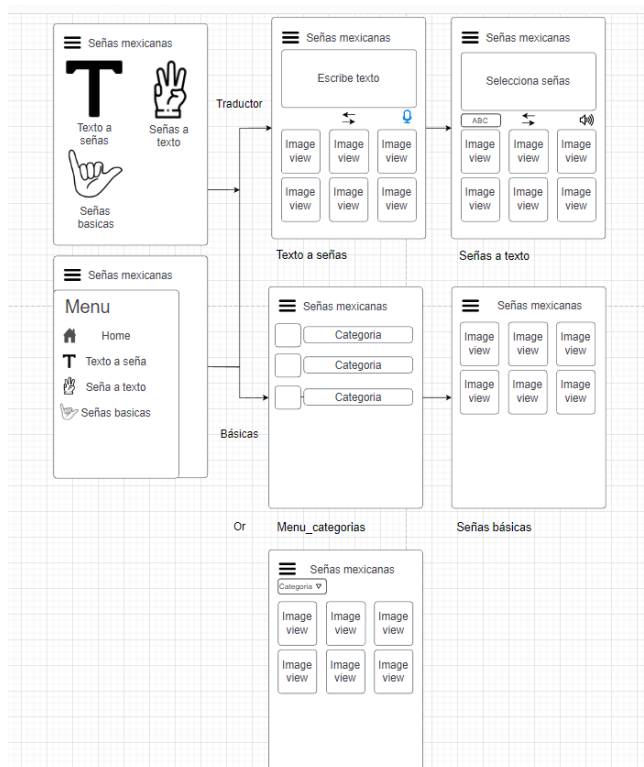 Señas mexicanas
T
Texto a
señas
Señas a
texto
Señas
basicas
Traductor
Señas mexicanas
Escribe texto
Image
view
Image
view
Image
view
Image
view
Image
view
Image
view
Texto a señas
Señas mexicanas
Selecciona señas
ABC
Image
view
Image
view
Image
view
Image
view
Image
view
Image
view
Señas a texto
Señas mexicanas
Menu
Home
T Texto a seña
Seña a texto
Señas basicas
Básicas
Señas mexicanas
Categoria
Categoria
Categoria
Or
Menu_categorias
Señas mexicanas
Image
view
Image
view
Image
view
Image
view
Image
view
Image
view
Señas básicas
Señas mexicanas
Categoria
Image
view
Image
view
Image
view
Image
view
Image
view
Image
view